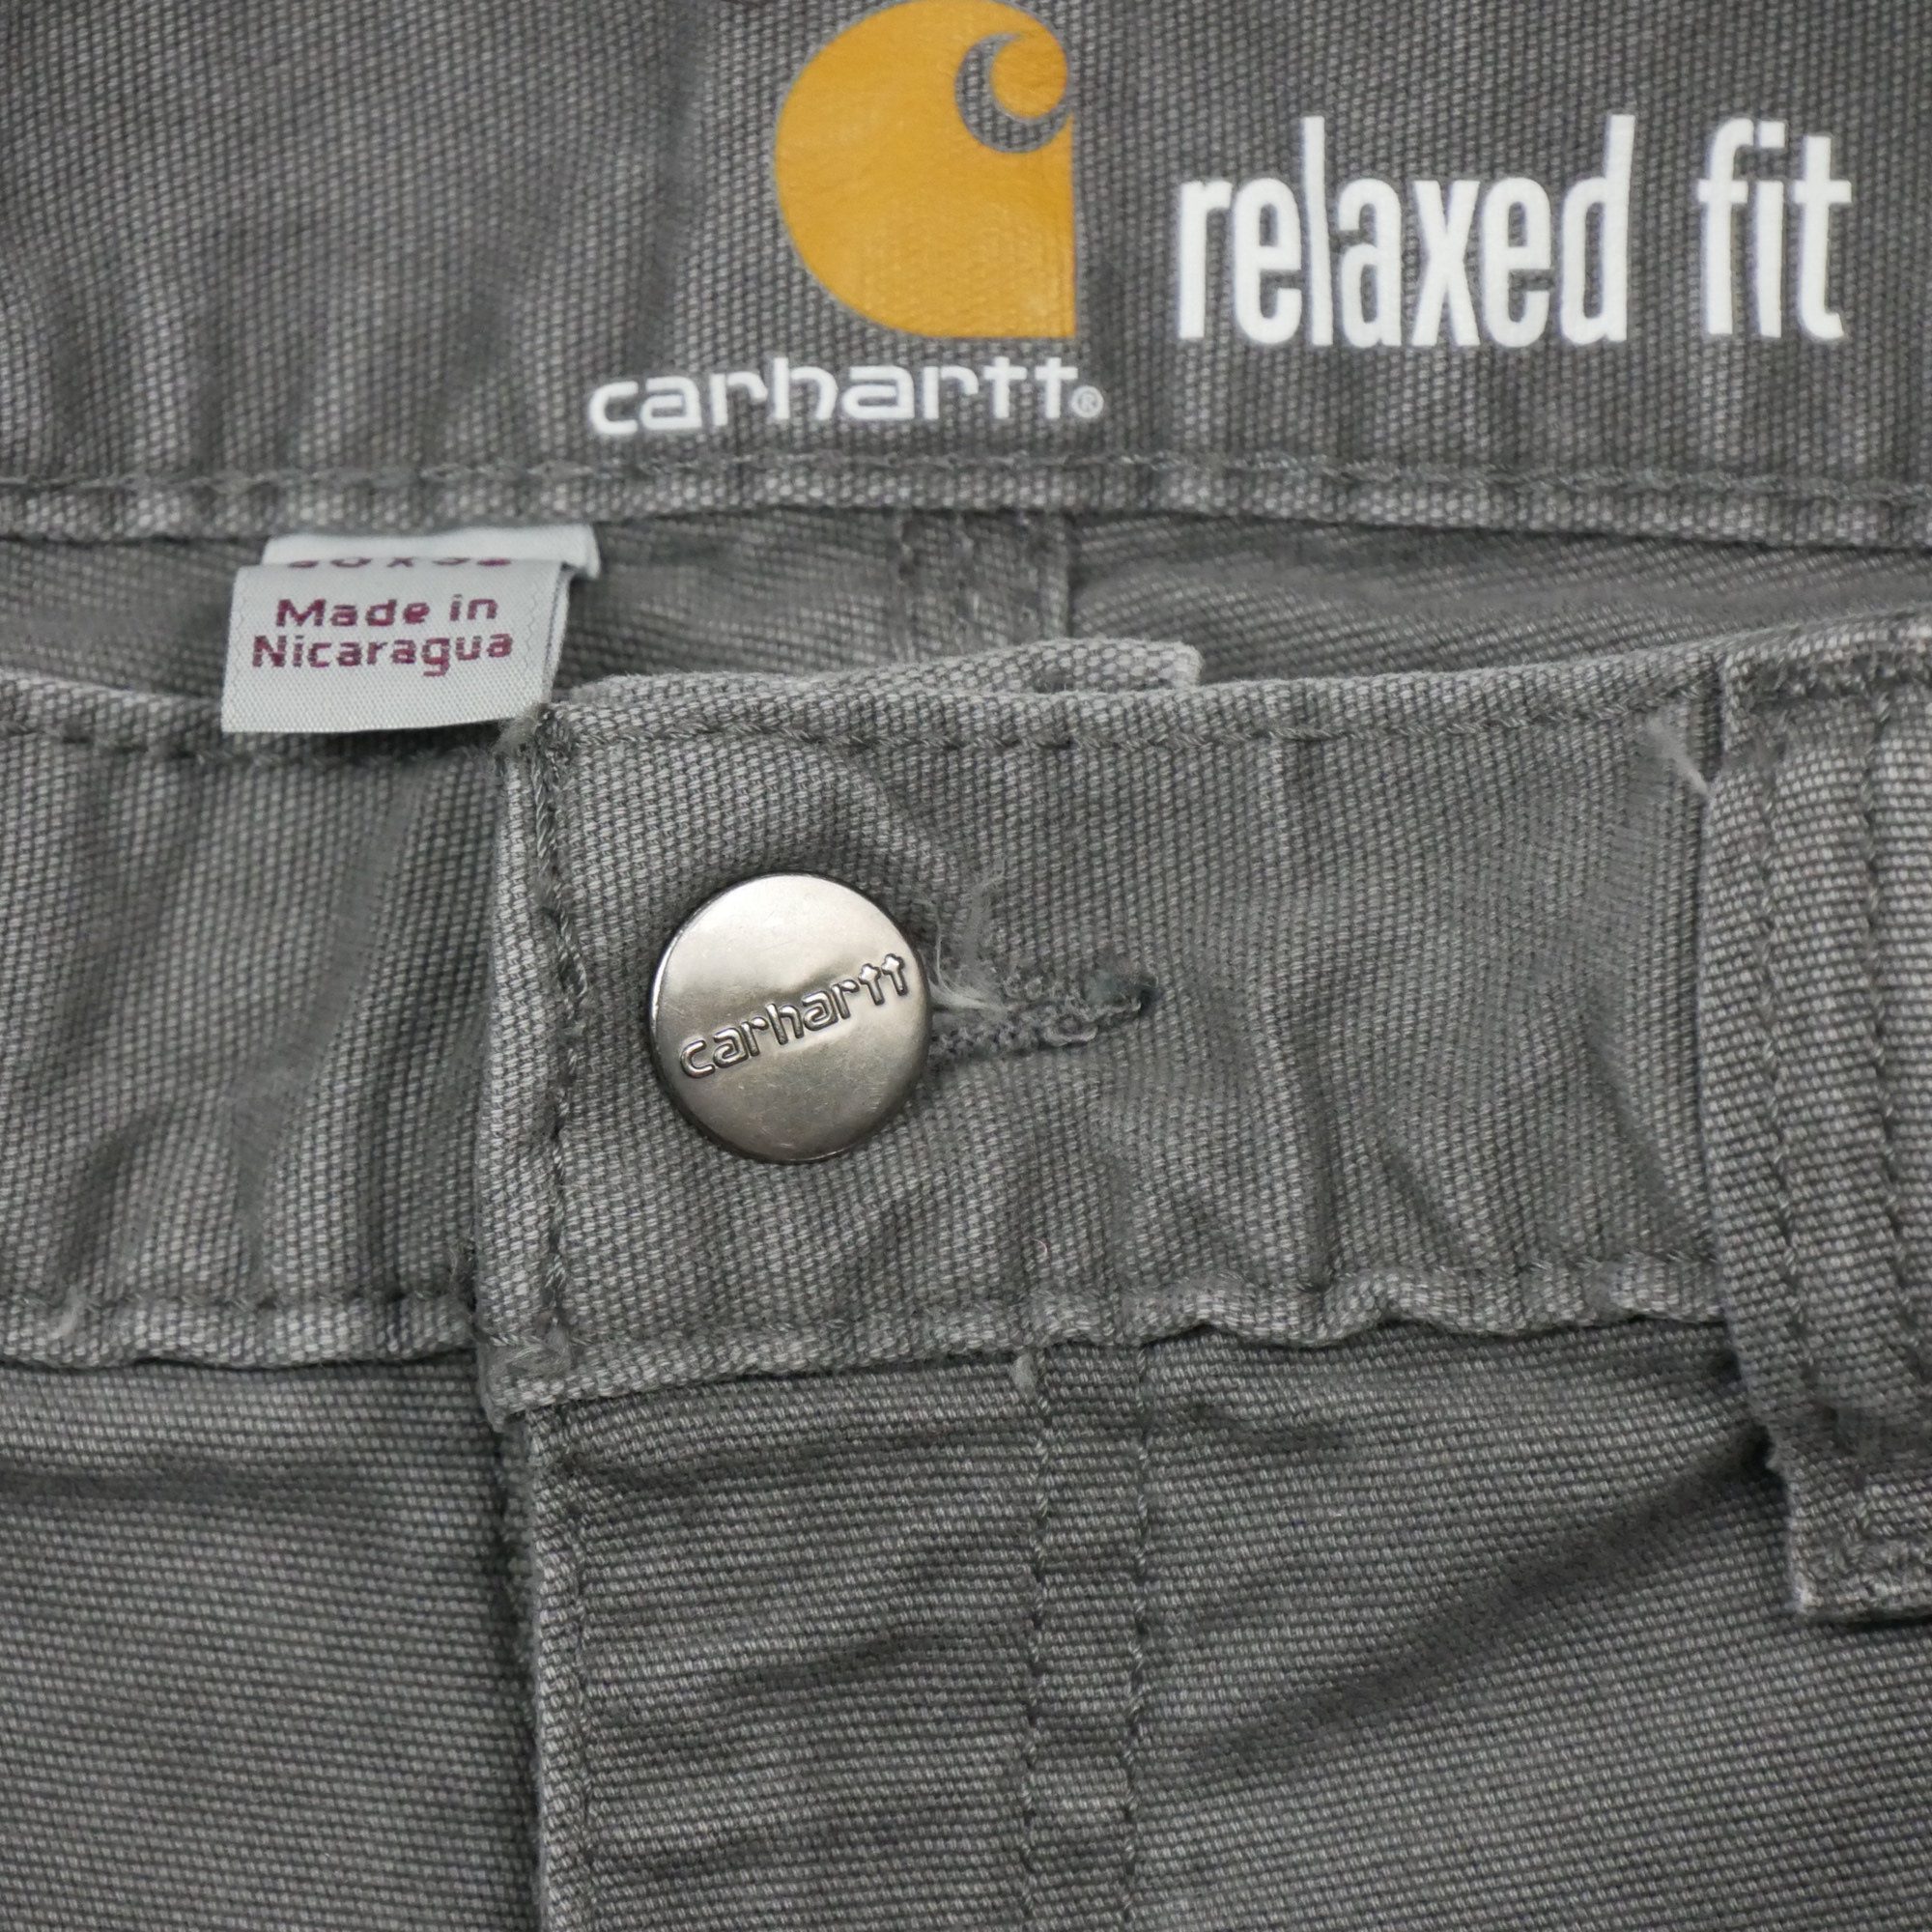 relaxed fit
carhartt®
Made in
Nicaragua
carhartt